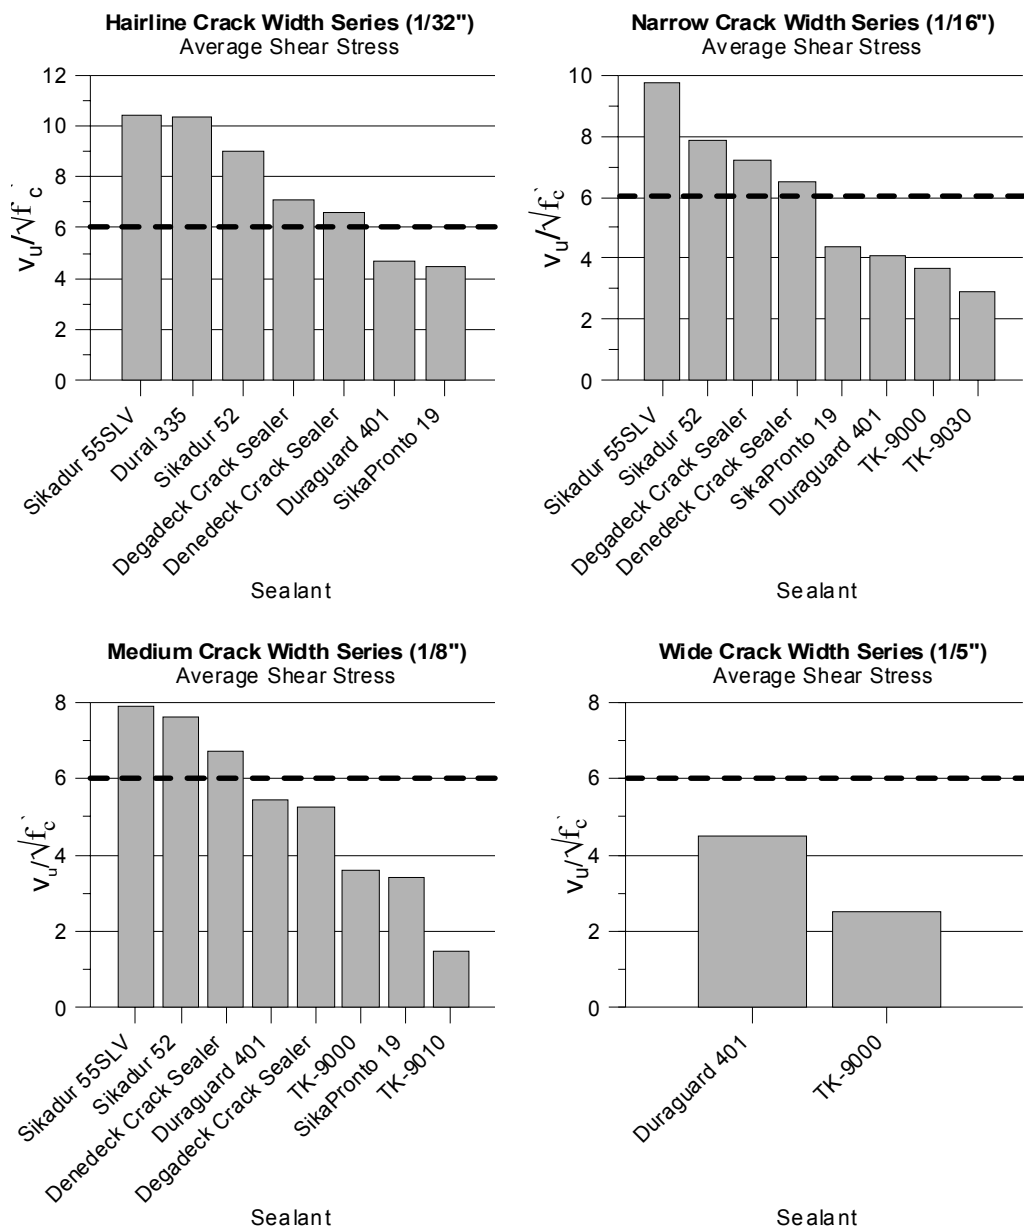 Hairline Crack Width Series (1/32")
Average Shear Stress
12
10
8
6
4
2
0
vu/√fc`
Sikadur 55SLV
Dural 335
Sikadur 52
Degadeck Crack Sealer
Denedeck Crack Sealer
Duraguard 401
SikaPronto 19
Sealant
Narrow Crack Width Series (1/16")
Average Shear Stress
10
8
6
4
2
0
vu/√fc`
Sikadur 55SLV
Sikadur 52
Degadeck Crack Sealer
Denedeck Crack Sealer
SikaPronto 19
Duraguard 401
TK-9000
TK-9030
Sealant
Medium Crack Width Series (1/8")
Average Shear Stress
8
6
4
2
0
vu/√fc`
Sikadur 55SLV
Sikadur 52
Denedeck Crack Sealer
Duraguard 401
Degadeck Crack Sealer
TK-9000
SikaPronto 19
TK-9010
Sealant
Wide Crack Width Series (1/5")
Average Shear Stress
8
6
4
2
0
vu/√fc`
Duraguard 401
TK-9000
Sealant